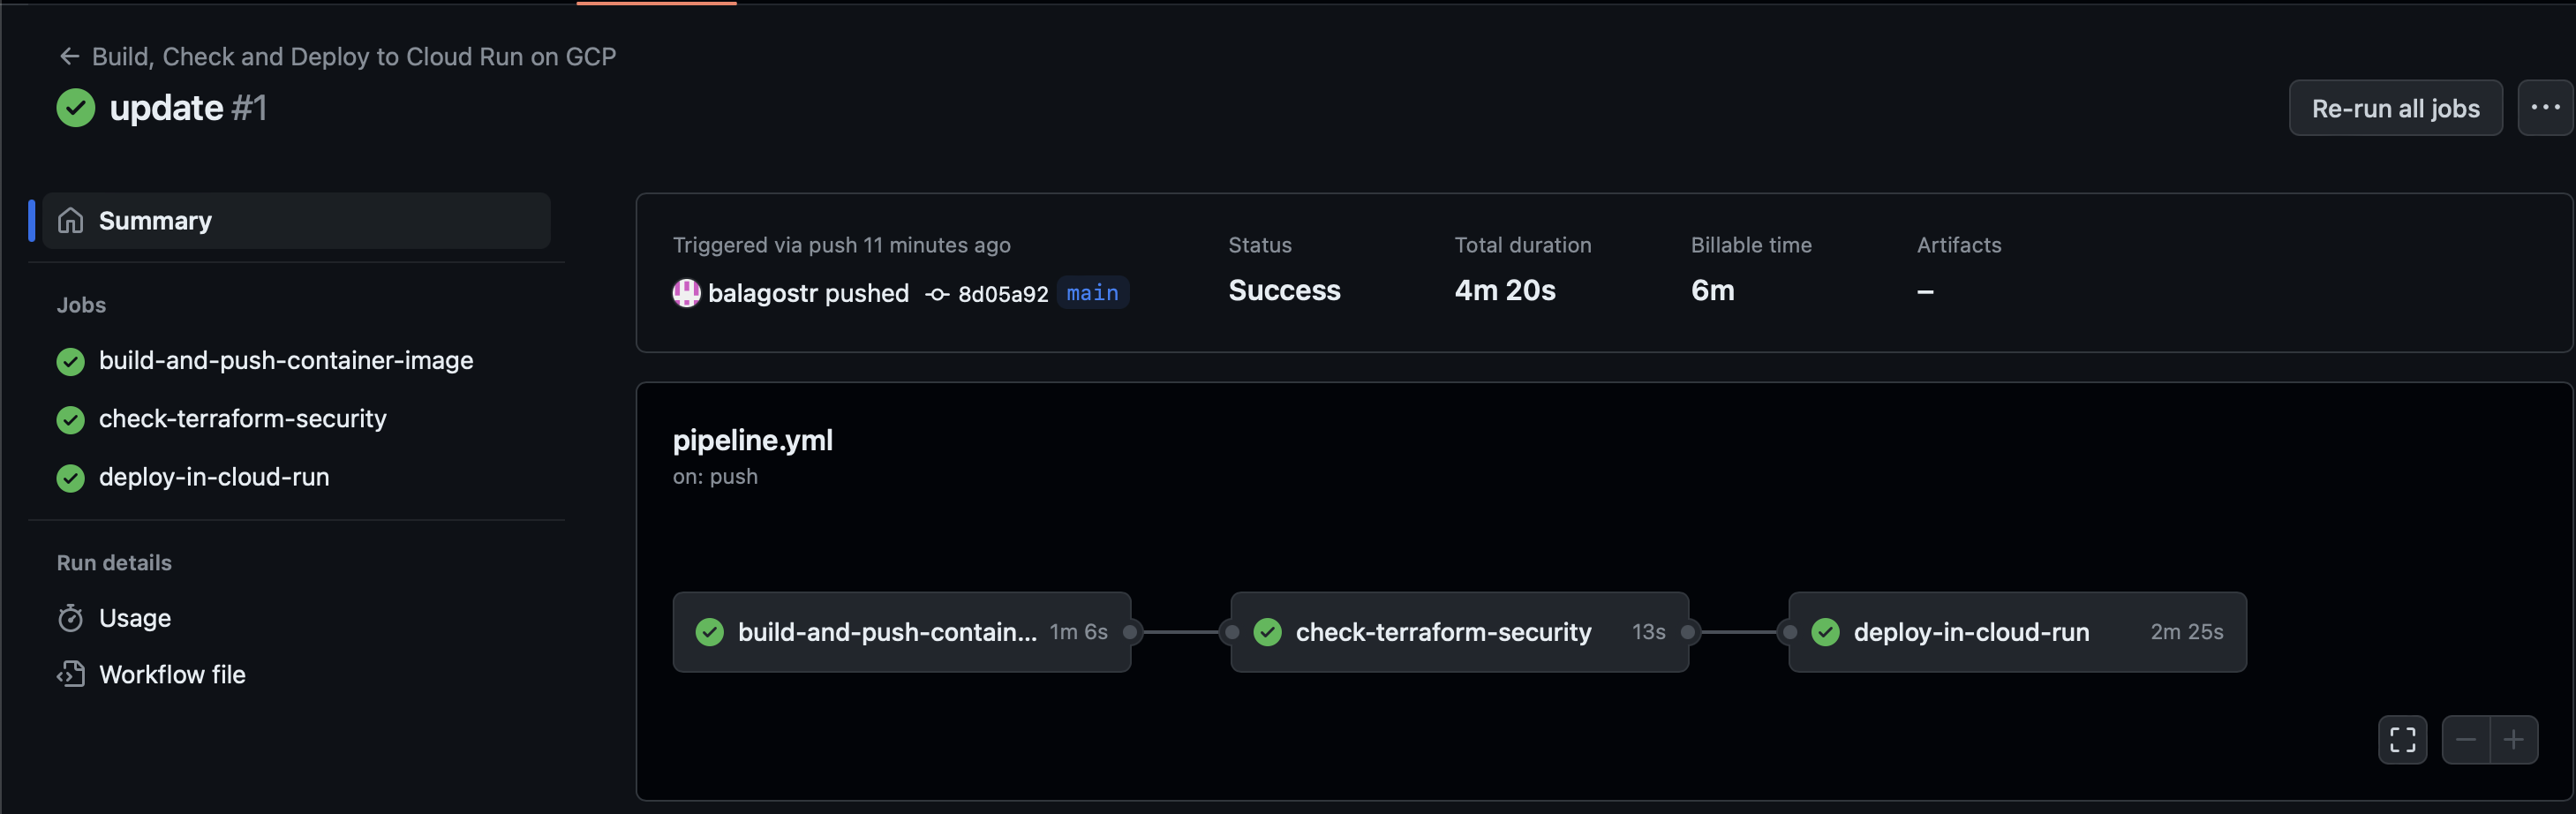 Build, Check and Deploy to Cloud Run on GCP
update #1
Re-run all jobs
Summary
Jobs
build-and-push-container-image
check-terraform-security
deploy-in-cloud-run
Run details
Usage
Workflow file
Triggered via push 11 minutes ago
balagostr pushed 8d05a92 main
Status
Success
Total duration
4m 20s
Billable time
6m
Artifacts
–
pipeline.yml
on: push
build-and-push-contain... 1m 6s
check-terraform-security 13s
deploy-in-cloud-run 2m 25s